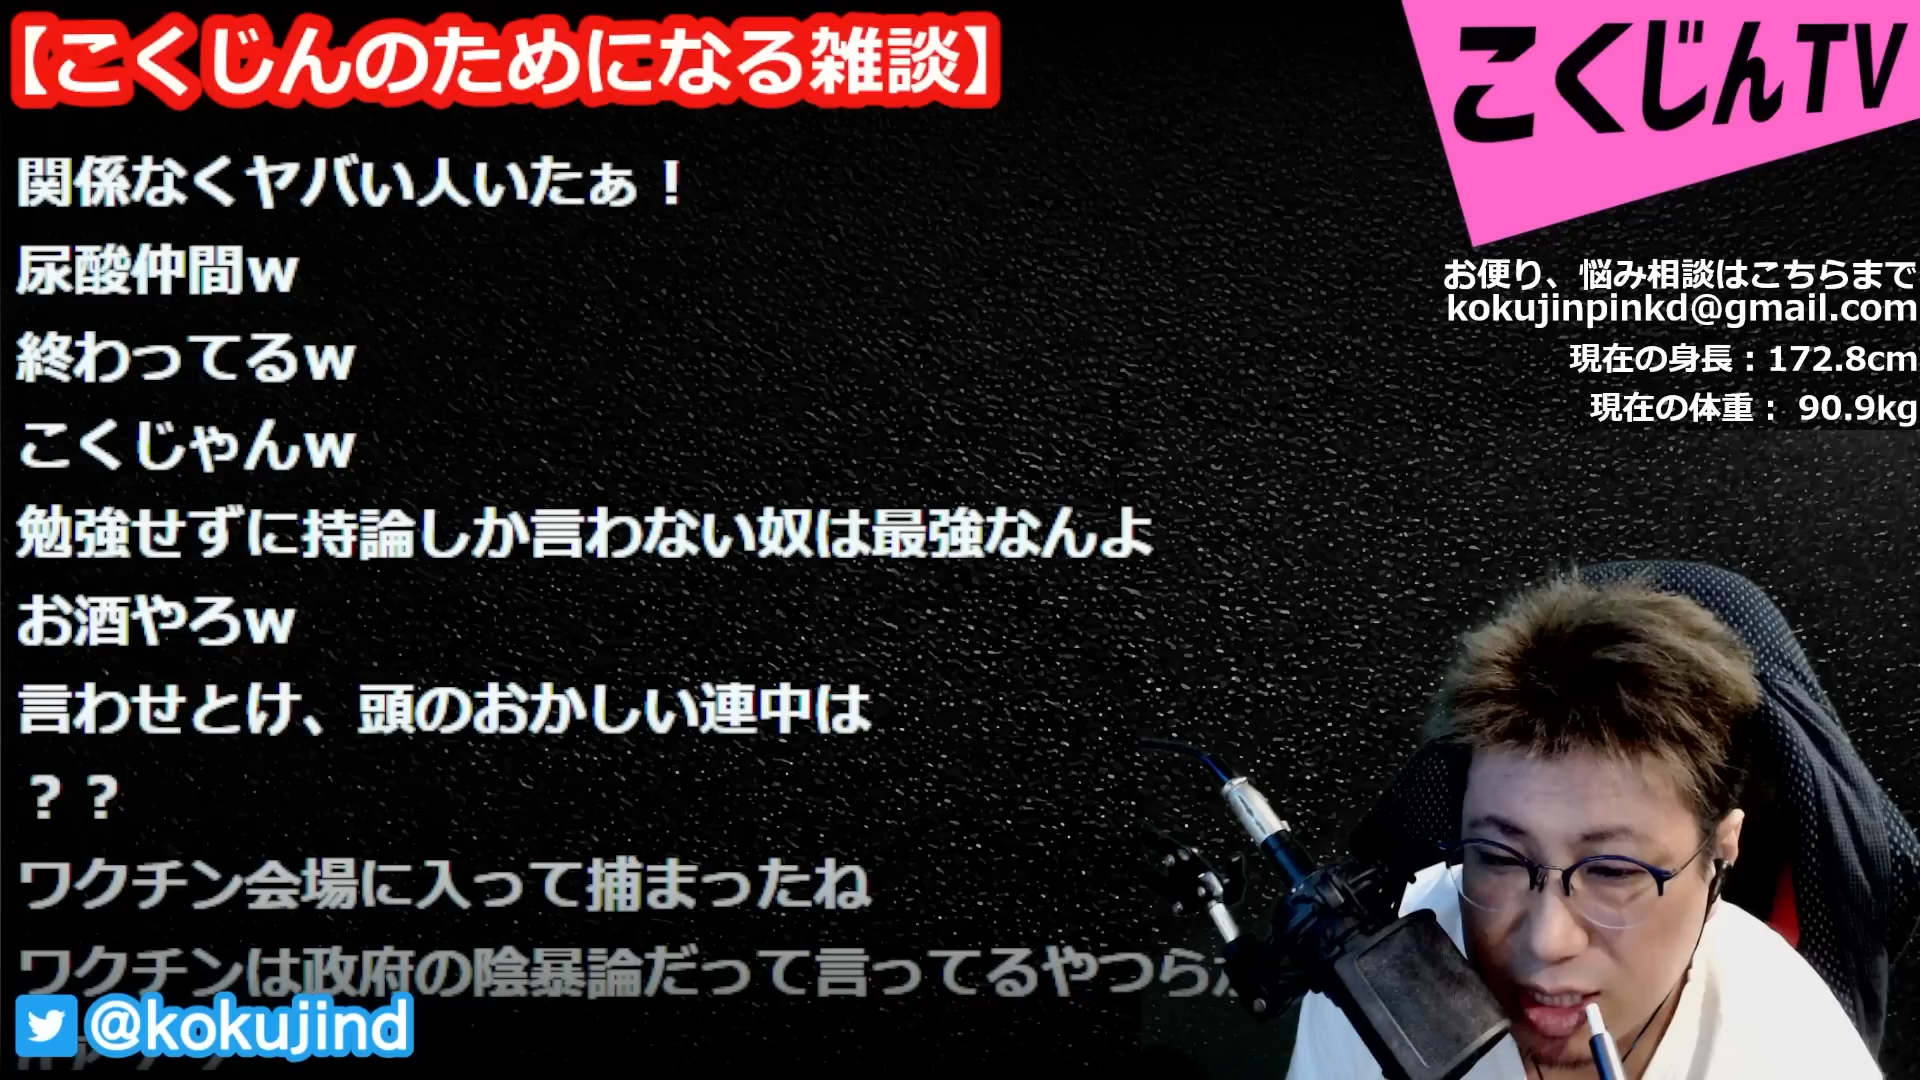 【こくじんのためになる雑談】
こくじんTV
お便り、悩み相談はこちらまで
kokujinpinkd@gmail.com
現在の身長：172.8cm
現在の体重： 90.9kg
関係なくヤバい人いたぁ！
尿酸仲間w
終わってるw
こくじゃんw
勉強せずに持論しか言わない奴は最強なんよ
お酒やろw
言わせとけ、頭のおかしい連中は
？？
ワクチン会場に入って捕まったね
ワクチンは政府の陰暴論だって言ってるやつら
@kokujind